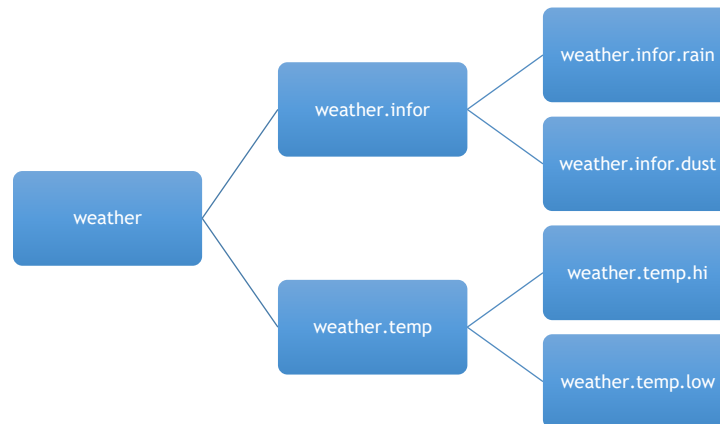 weather
weather.infor
weather.infor.rain
weather.infor.dust
weather.temp
weather.temp.hi
weather.temp.low